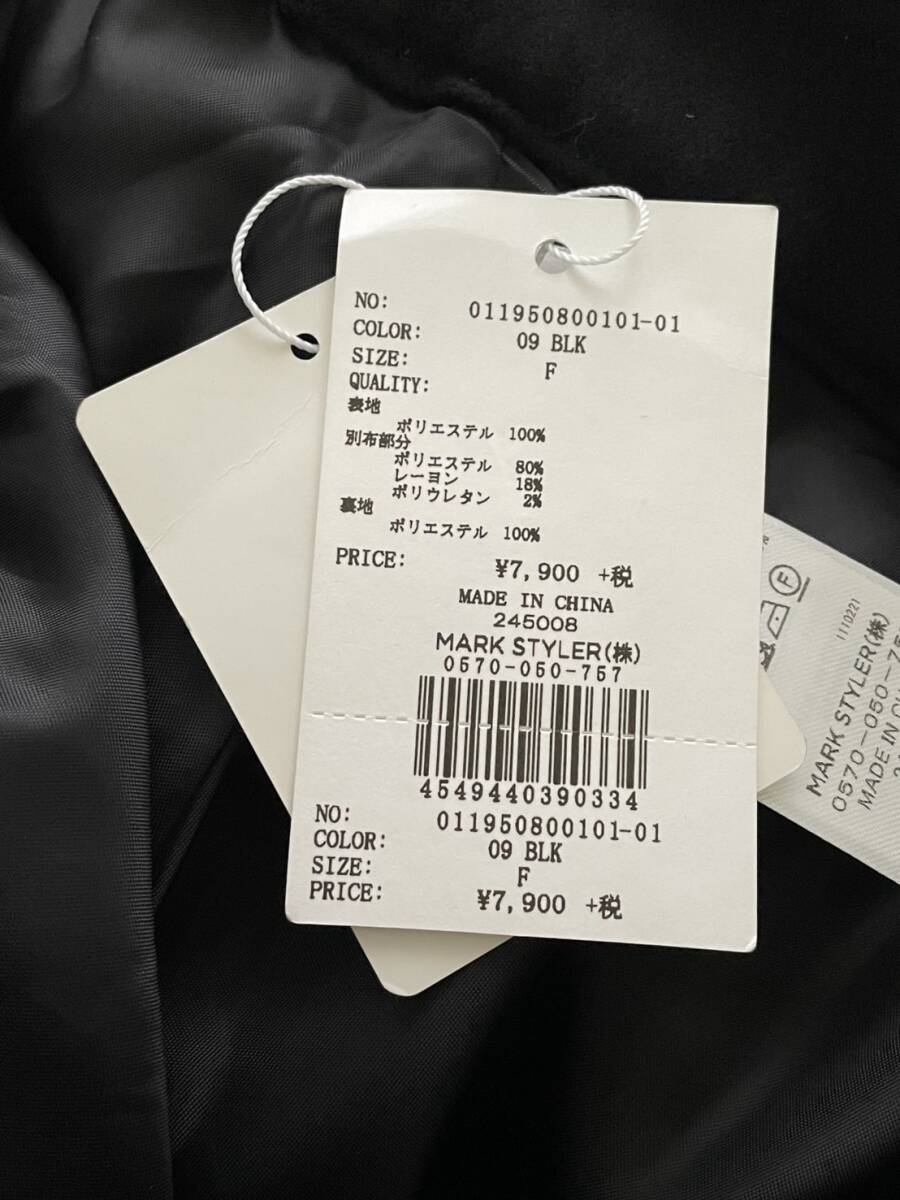 NO: 011950800101-01
COLOR: 09 BLK
SIZE: F
QUALITY:
表地
ポリエステル 100%
別布部分
ポリエステル 80%
レーヨン 18%
ポリウレタン 2%
裏地
ポリエステル 100%
PRICE: ¥7,900 +税
MADE IN CHINA
245008
MARK STYLER(株)
0570-050-757
4549440390334
NO: 011950800101-01
COLOR: 09 BLK
SIZE: F
PRICE: ¥7,900 +税
F
1110221
MARK STYLER(株)
0570-050-75
MADE IN C